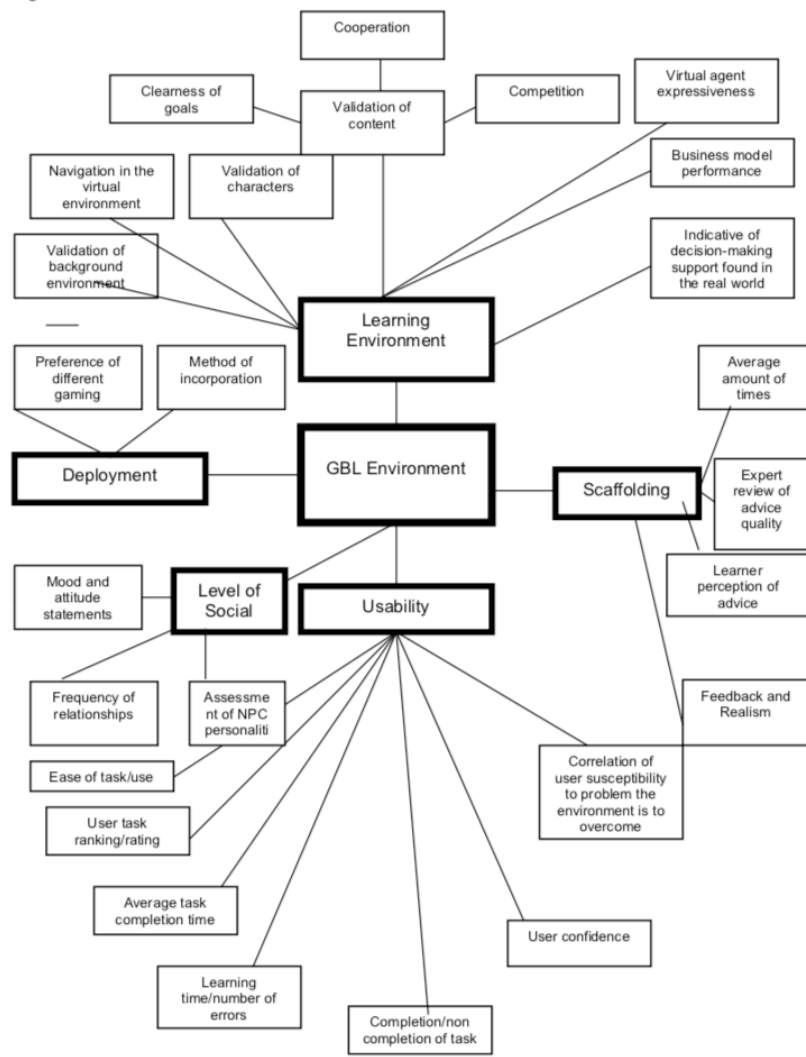 Cooperation
Virtual agent
expressiveness
Clearness of
goals
Validation of
content
Competition
Business model
performance
Navigation in the
virtual
environment
Validation of
characters
Indicative of
decision-making
support found in
the real world
Validation of
background
environment
Learning
Environment
Preference of
different
gaming
Method of
incorporation
Average
amount of
times
Deployment
GBL Environment
Scaffolding
Expert
review of
advice
quality
Mood and
attitude
statements
Level of
Social
Usability
Learner
perception of
advice
Frequency of
relationships
Assessme
nt of NPC
personaliti
Feedback and
Realism
Ease of task/use
Correlation of
user susceptibility
to problem the
environment is to
overcome
User task
ranking/rating
Average task
completion time
User confidence
Learning
time/number of
errors
Completion/non
completion of task